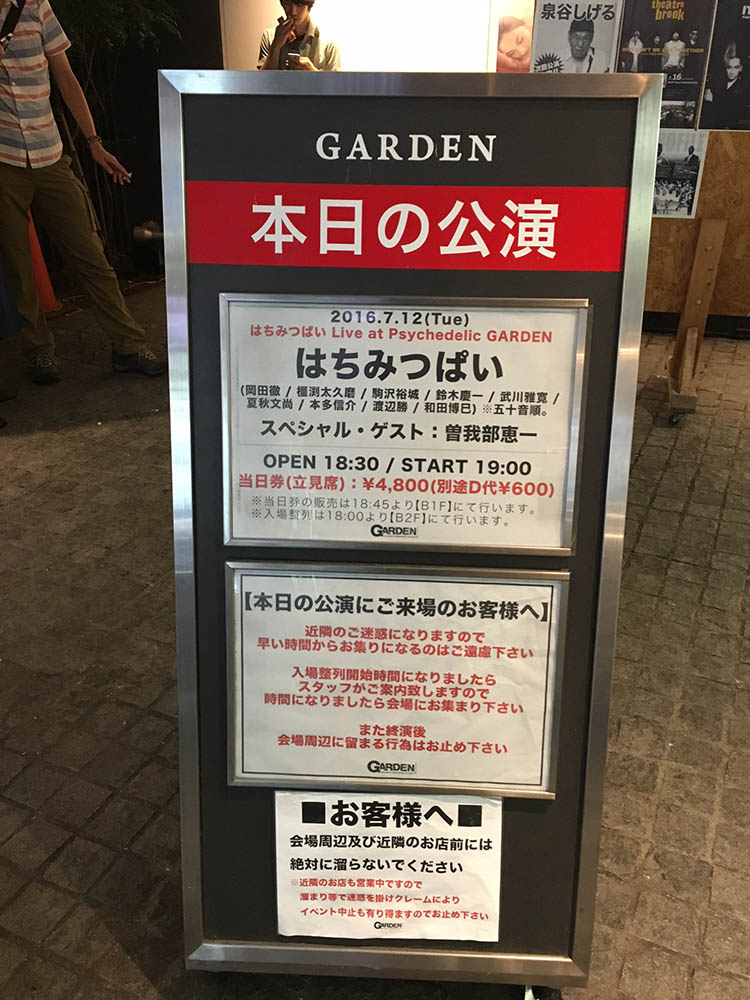 泉谷しげる
theatre
brook
GARDEN
本日の公演
2016.7.12(Tue)
はちみつぱい Live at Psychedelic GARDEN
はちみつぱい
(岡田徹 / 橿渕太久磨 / 駒沢裕城 / 鈴木慶一 / 武川雅寛 /
夏秋文尚 / 本多信介 / 渡辺勝 / 和田博巳) ※五十音順。
スペシャル・ゲスト：曽我部恵一
OPEN 18:30 / START 19:00
当日券(立見席)：¥4,800(別途D代¥600)
※当日券の販売は18:45より【B1F】にて行います。
※入場整列は18:00より【B2F】にて行います。
GARDEN
【本日の公演にご来場のお客様へ】
近隣のご迷惑になりますので
早い時間からお集りになるのはご遠慮下さい
入場整列開始時間になりましたら
スタッフがご案内致しますので
時間になりましたら会場にお集まり下さい
また終演後
会場周辺に留まる行為はお止め下さい
GARDEN
■お客様へ■
会場周辺及び近隣のお店前には
絶対に溜らないでください
※近隣のお店も営業中ですので
溜まり等で迷惑を掛けクレームにより
イベント中止も有り得ますのでお止め下さい
GARDEN